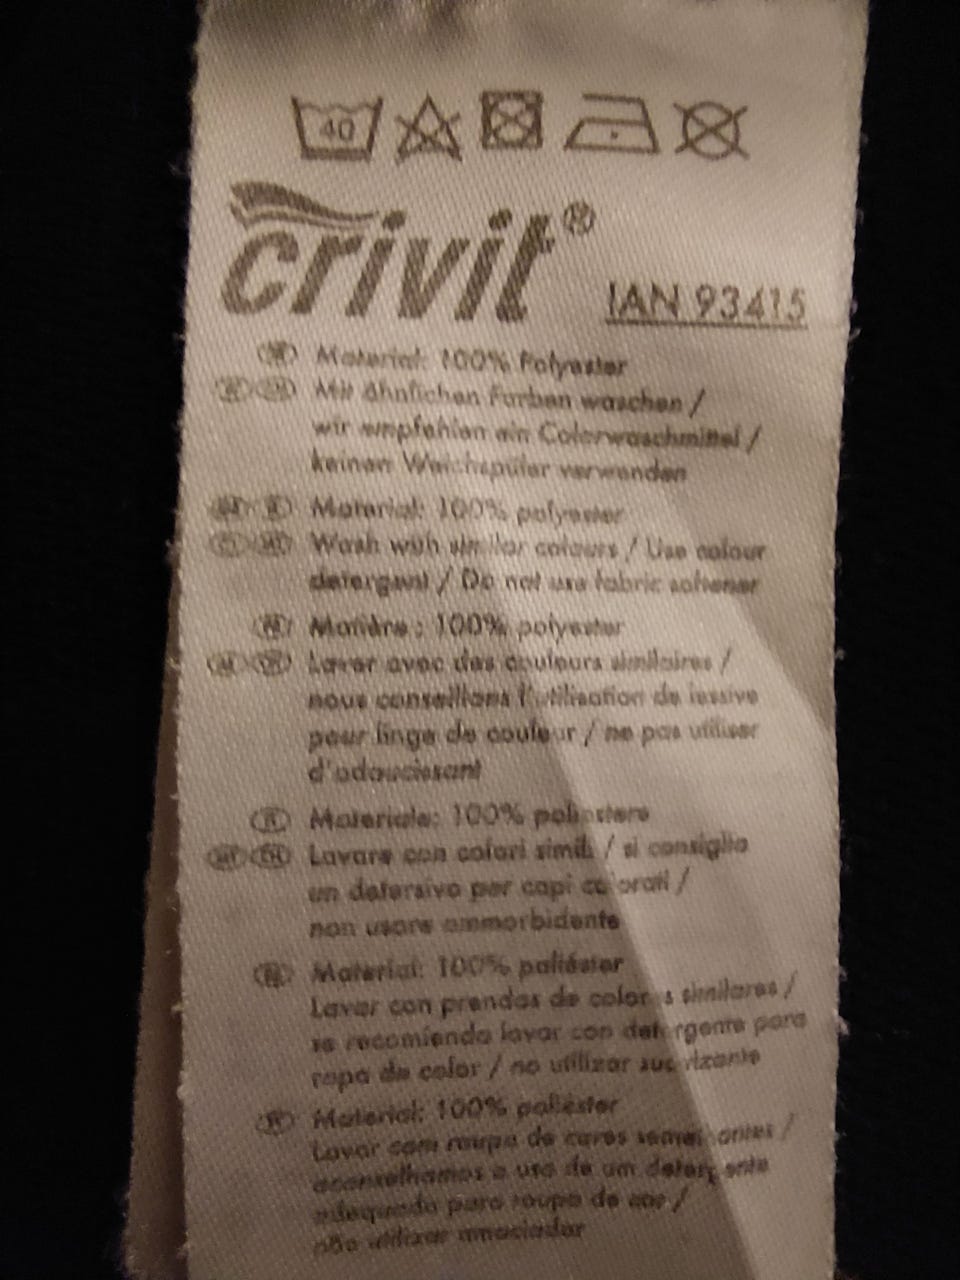 40
crivit®
IAN 93415
Material: 100% Polyester
Mit ähnlichen Farben waschen /
wir empfehlen ein Colorwaschmittel /
keinen Weichspüler verwenden
Material: 100% polyester
Wash with similar colours / Use colour
detergent / Do not use fabric softener
Matière : 100% polyester
Laver avec des couleurs similaires /
nous conseillons l'utilisation de lessive
pour linge de couleur / ne pas utiliser
d'adoucissant
Materiale: 100% poliestere
Lavare con colori simili / si consiglia
un detersivo per capi colorati /
non usare ammorbidente
Material: 100% poliéster
Lavar con prendas de colores similares /
se recomienda lavar con detergente para
ropa de color / no utilizar suavizante
Material: 100% poliéster
Lavar com roupa de cores semelhantes /
aconselhamos o uso de um detergente
adequado para roupa de cor /
não utilizar amaciador